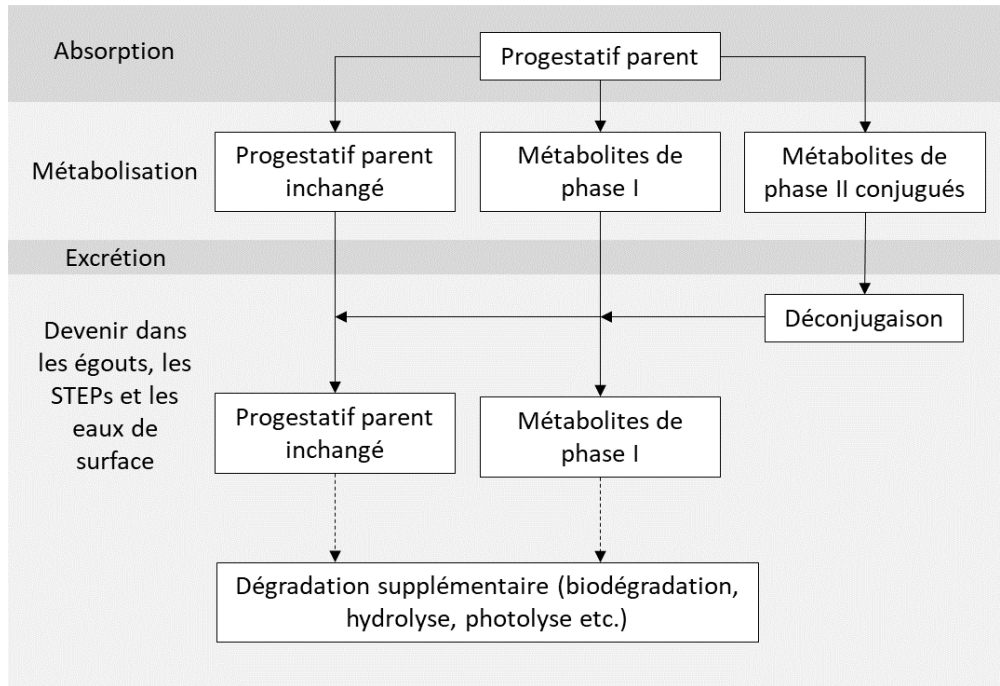 Absorption
Progestatif parent
Métabolisation
Progestatif parent
inchangé
Métabolites de
phase I
Métabolites de
phase II conjugués
Excrétion
Déconjugaison
Devenir dans
les égouts, les
STEPs et les
eaux de
surface
Progestatif parent
inchangé
Métabolites de
phase I
Dégradation supplémentaire (biodégradation,
hydrolyse, photolyse etc.)